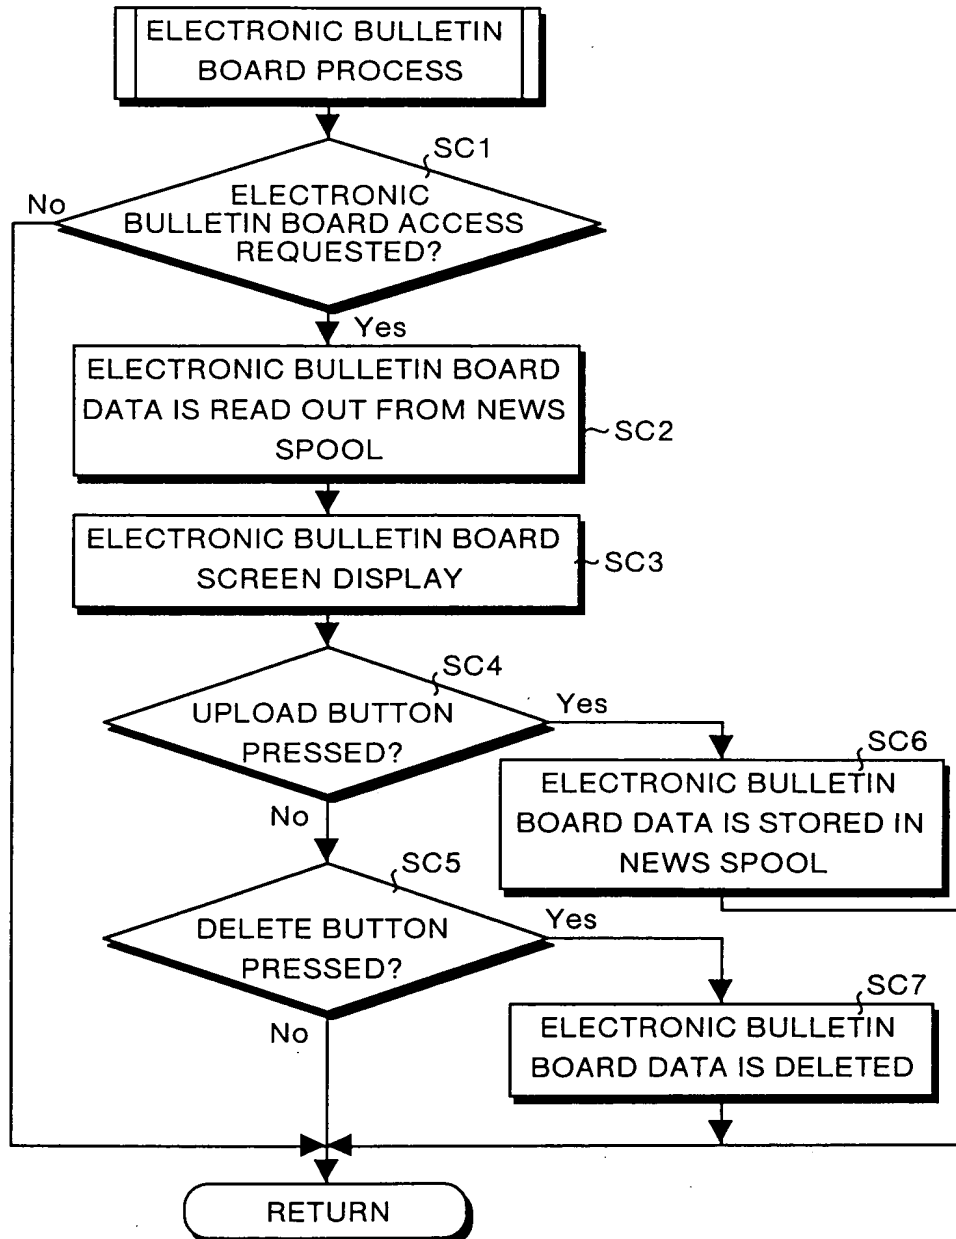 ELECTRONIC BULLETIN
BOARD PROCESS
SC1
No
ELECTRONIC
BULLETIN BOARD ACCESS
REQUESTED?
Yes
ELECTRONIC BULLETIN BOARD
DATA IS READ OUT FROM NEWS
SPOOL
SC2
ELECTRONIC BULLETIN BOARD
SCREEN DISPLAY
SC3
SC4
UPLOAD BUTTON
PRESSED?
Yes
No
SC6
ELECTRONIC BULLETIN
BOARD DATA IS STORED IN
NEWS SPOOL
SC5
DELETE BUTTON
PRESSED?
Yes
No
SC7
ELECTRONIC BULLETIN
BOARD DATA IS DELETED
RETURN